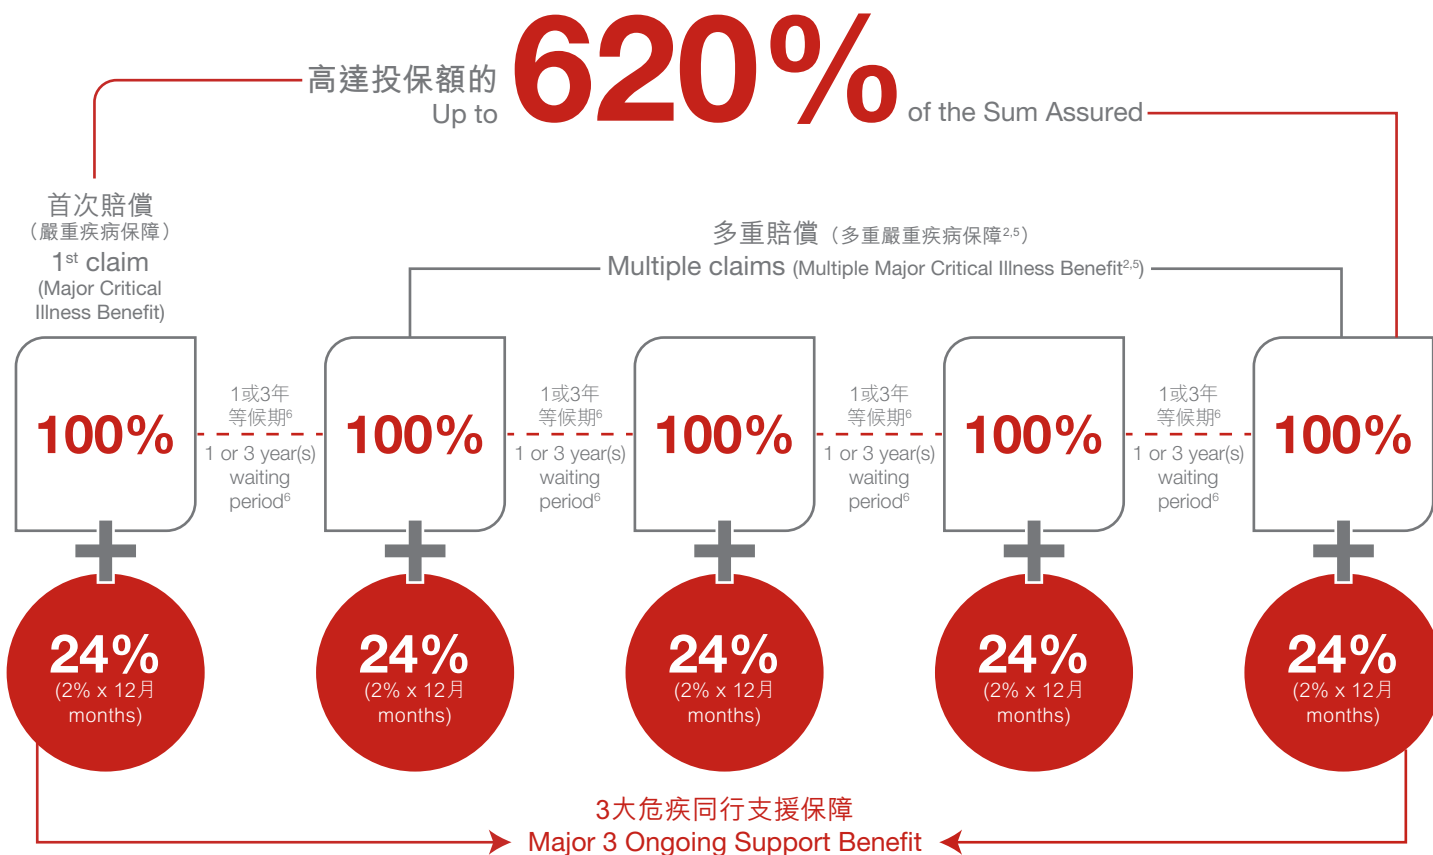 高達投保額的
Up to
620%
of the Sum Assured
首次賠償
（嚴重疾病保障）
1st claim
(Major Critical
Illness Benefit)
多重賠償（多重嚴重疾病保障2,5）
Multiple claims (Multiple Major Critical Illness Benefit2,5)
100%
1或3年
等候期6
1 or 3 year(s)
waiting
period6
100%
1或3年
等候期6
1 or 3 year(s)
waiting
period6
100%
1或3年
等候期6
1 or 3 year(s)
waiting
period6
100%
1或3年
等候期6
1 or 3 year(s)
waiting
period6
100%
24%
(2% x 12月
months)
24%
(2% x 12月
months)
24%
(2% x 12月
months)
24%
(2% x 12月
months)
24%
(2% x 12月
months)
3大危疾同行支援保障
Major 3 Ongoing Support Benefit